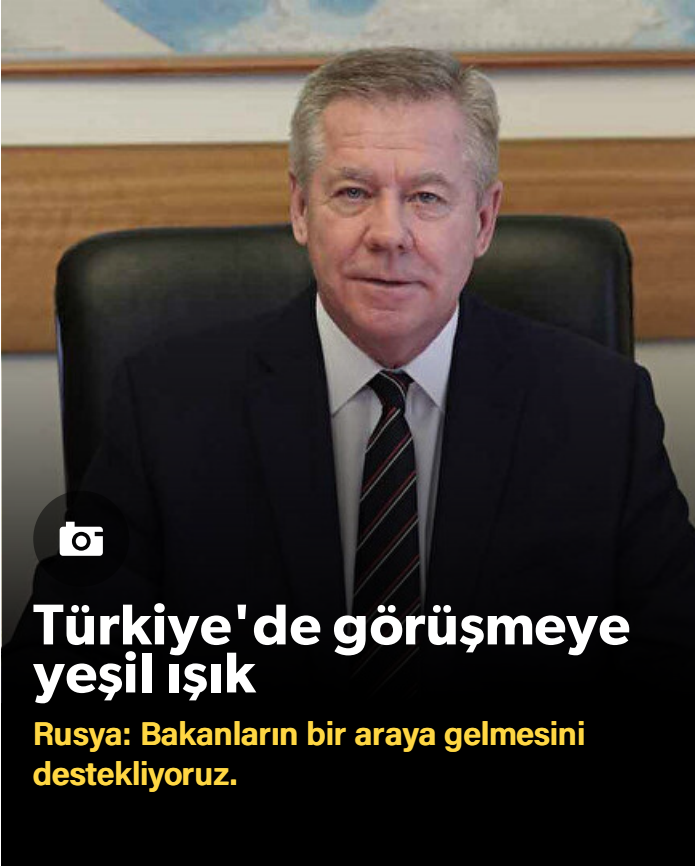 Türkiye'de görüşmeye
yeşil ışık
Rusya: Bakanların bir araya gelmesini
destekliyoruz.